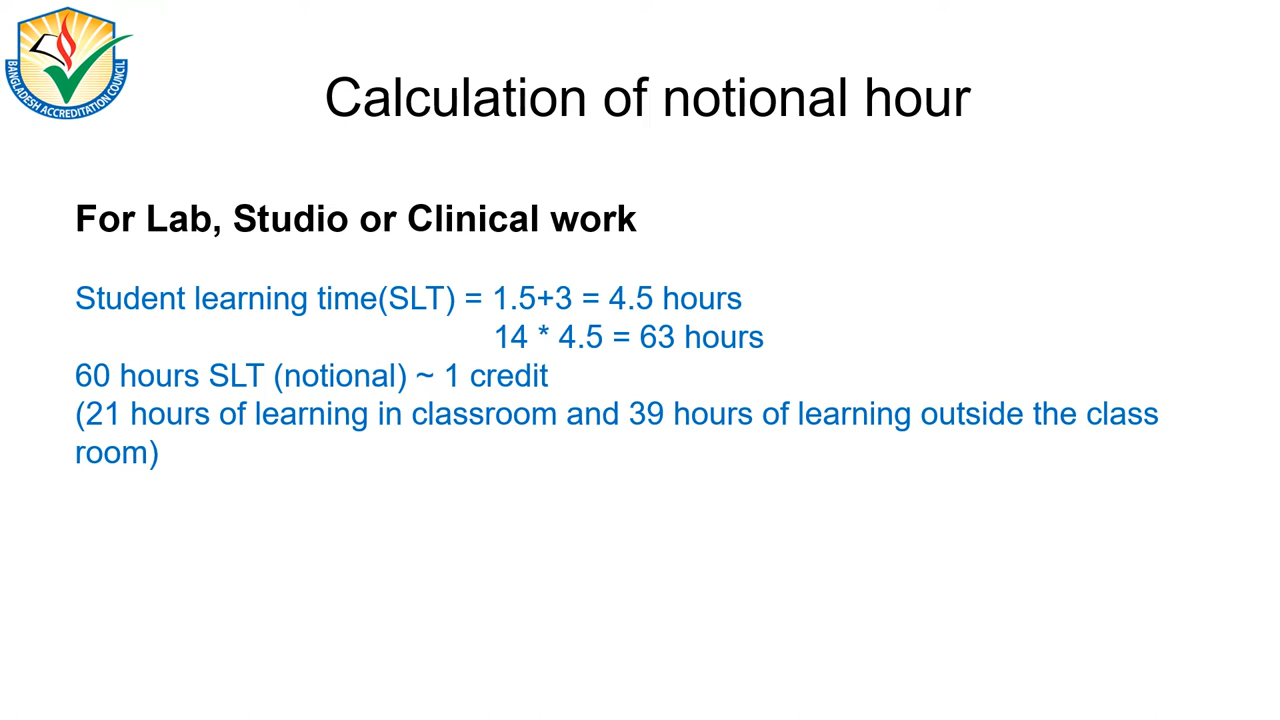 BANGLADESH ACCREDITATION COUNCIL
Calculation of notional hour
For Lab, Studio or Clinical work
Student learning time(SLT) = 1.5+3 = 4.5 hours
14 * 4.5 = 63 hours
60 hours SLT (notional) ~ 1 credit
(21 hours of learning in classroom and 39 hours of learning outside the class
room)